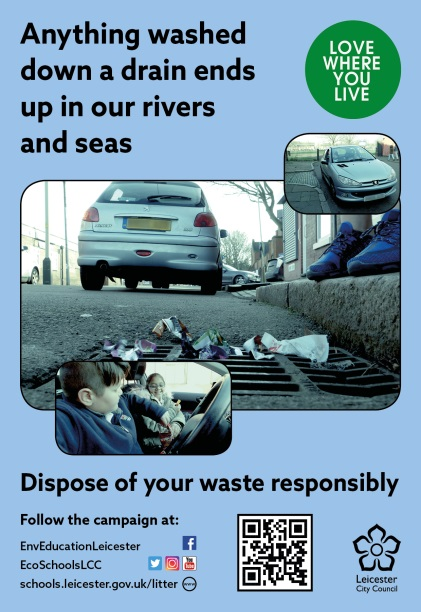 Anything washed
down a drain ends
up in our rivers
and seas
LOVE
WHERE
YOU
LIVE
Dispose of your waste responsibly
Follow the campaign at:
EnvEducationLeicester
EcoSchoolsLCC
schools.leicester.gov.uk/litter
Leicester
City Council